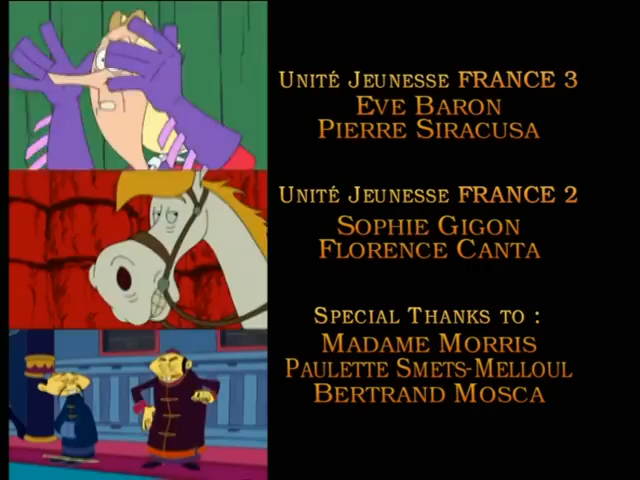 Unité Jeunesse FRANCE 3
Eve Baron
Pierre Siracusa
Unité Jeunesse FRANCE 2
Sophie Gigon
Florence Canta
Special Thanks to :
Madame Morris
Paulette Smets-Melloul
Bertrand Mosca